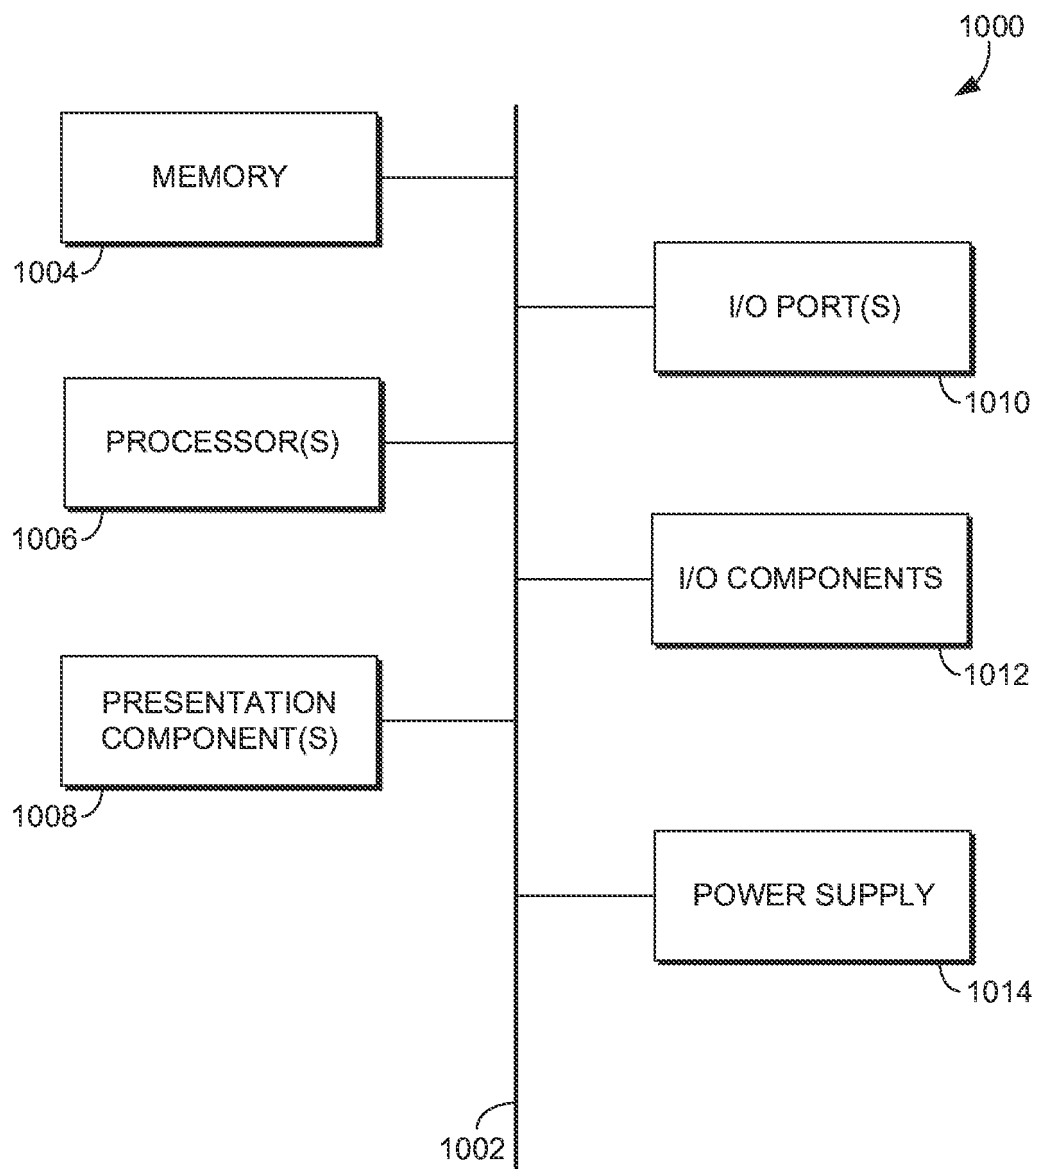 1000
MEMORY
1004
I/O PORT(S)
1010
PROCESSOR(S)
1006
I/O COMPONENTS
1012
PRESENTATION
COMPONENT(S)
1008
POWER SUPPLY
1014
1002